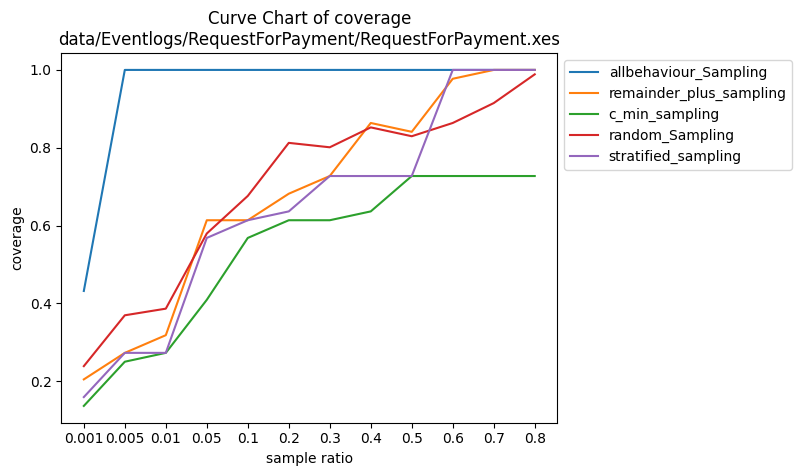 Curve Chart of coverage
data/Eventlogs/RequestForPayment/RequestForPayment.xes
allbehaviour_Sampling
remainder_plus_sampling
c_min_sampling
random_Sampling
stratified_sampling
coverage
1.0
0.8
0.6
0.4
0.2
0.001 0.005 0.01 0.05 0.1 0.2 0.3 0.4 0.5 0.6 0.7 0.8
sample ratio